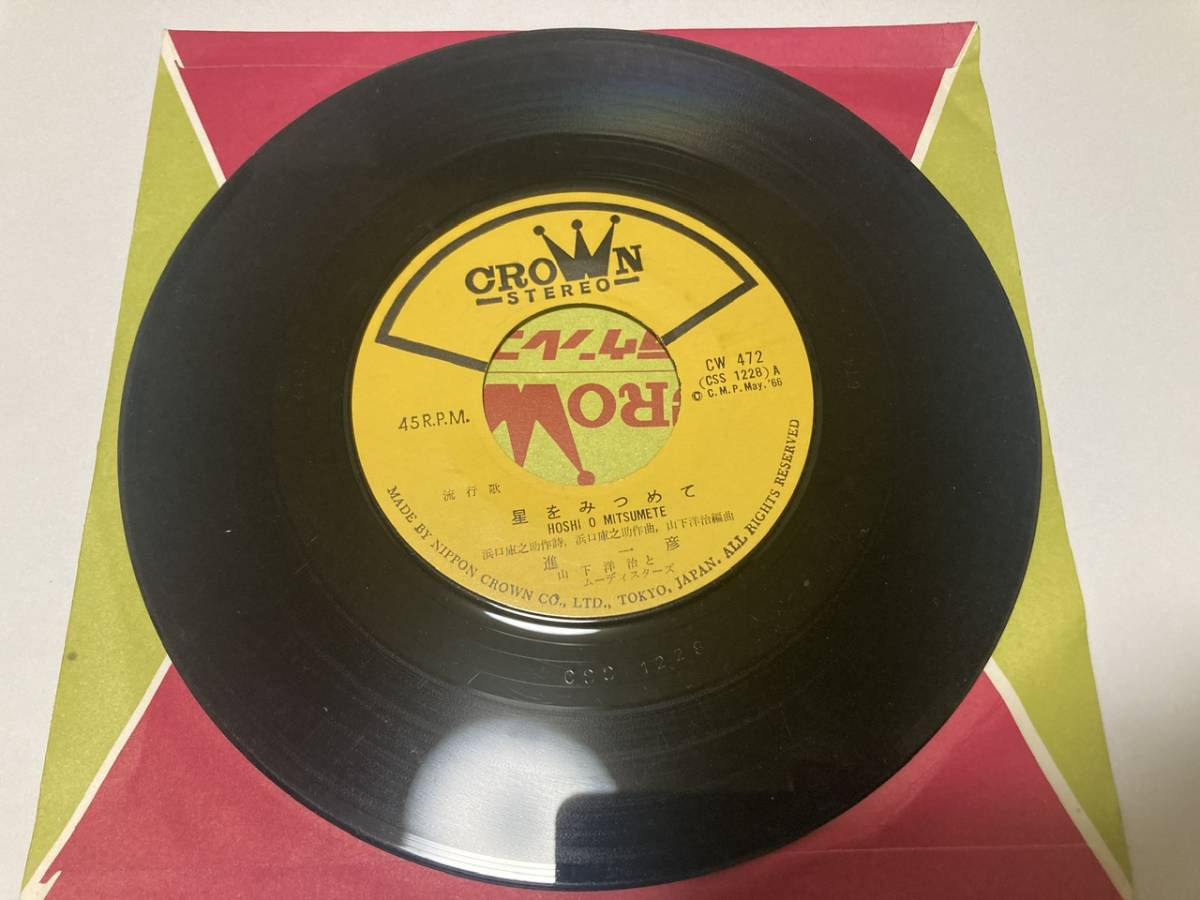 CROWN
STEREO
CW 472
(CSS 1228) A
Ⓒ C.M.P. May. '66
45 R.P.M.
流行歌
星をみつめて
HOSHI O MITSUMETE
浜口庫之助作詩, 浜口庫之助作曲, 山下洋治編曲
進一彦
山下洋治と
ムーディスターズ
MADE BY NIPPON CROWN CO., LTD., TOKYO, JAPAN. ALL RIGHTS RESERVED
CSS 1228